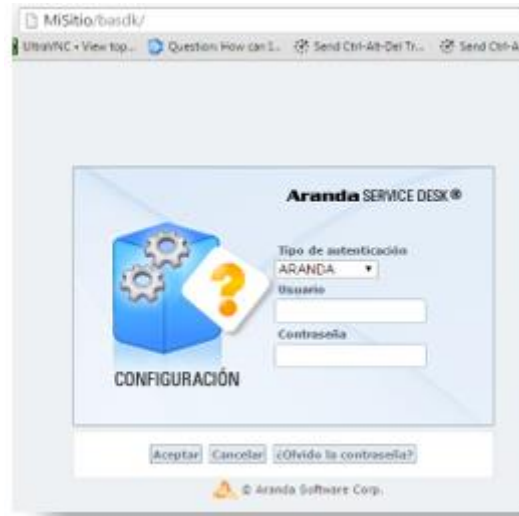 MiSitio/basdk/
UltraVNC • View top... Question: How can I... Send Ctrl-Alt-Del Tr... Send Ctrl-A
Aranda SERVICE DESK®
Tipo de autenticación
ARANDA
Usuario
Contraseña
CONFIGURACIÓN
Aceptar Cancelar ¿Olvido la contraseña?
© Aranda Software Corp.